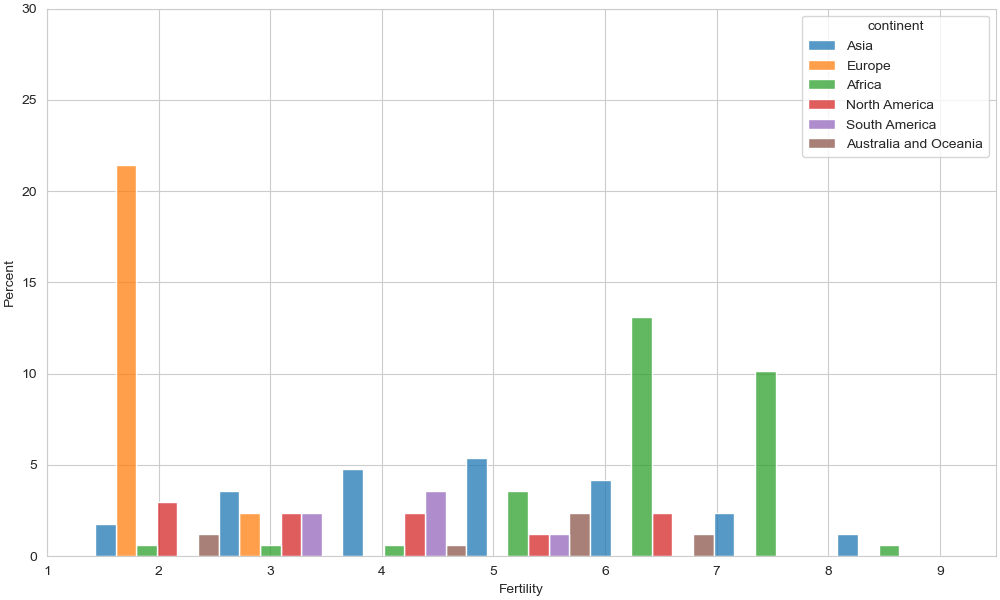 30
25
20
15
10
5
0
Percent
1 2 3 4 5 6 7 8 9
Fertility
continent
Asia
Europe
Africa
North America
South America
Australia and Oceania